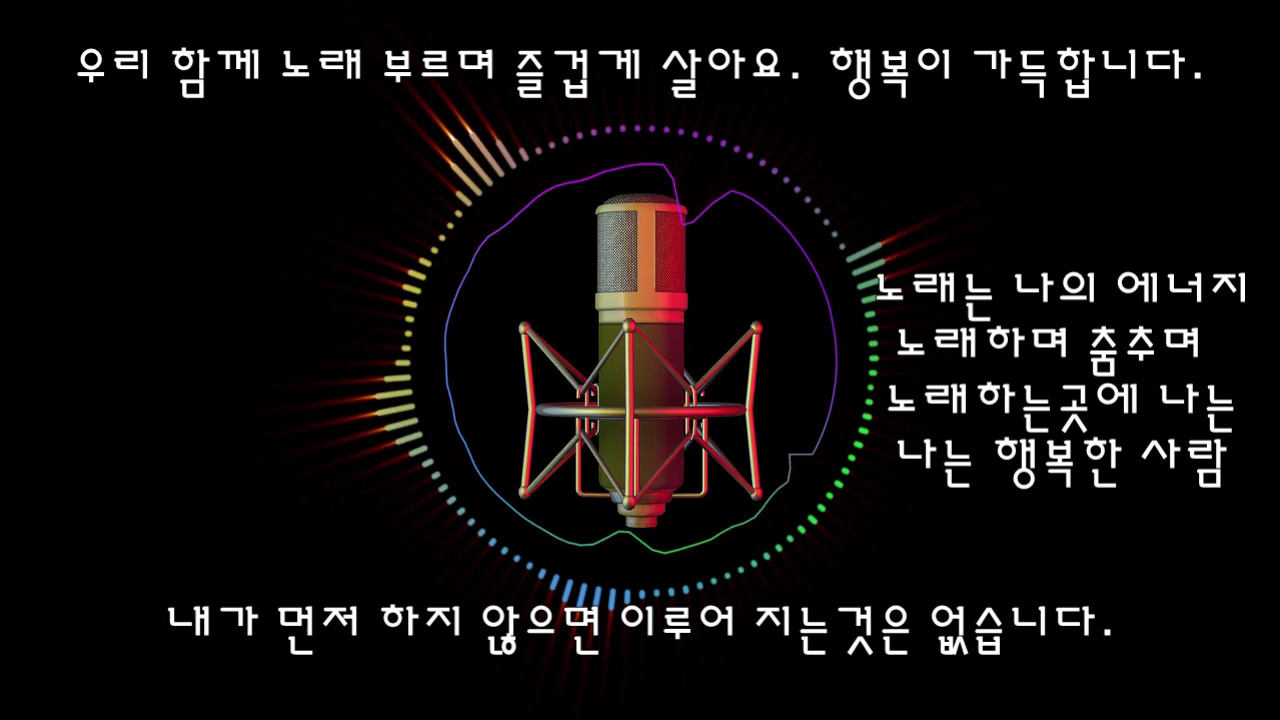 우리 함께 노래 부르며 즐겁게 살아요. 행복이 가득합니다.
노래는 나의 에너지
노래하며 춤추며
노래하는곳에 나는
나는 행복한 사람
내가 먼저 하지 않으면 이루어 지는것은 없습니다.